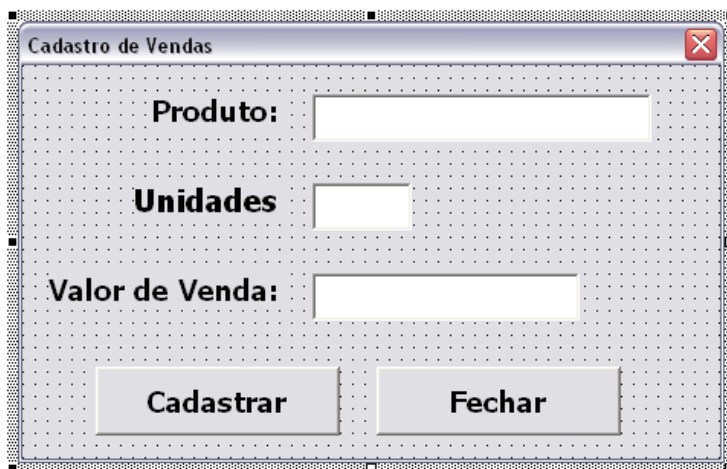 Cadastro de Vendas
Produto:
Unidades
Valor de Venda:
Cadastrar Fechar